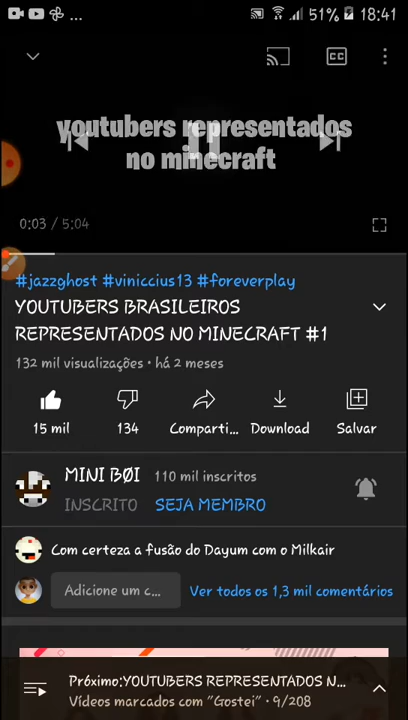 ... 51% 18:41
CC
youtubers representados
no minecraft
0:03 / 5:04
#jazzghost #viniccius13 #foreverplay
YOUTUBERS BRASILEIROS
REPRESENTADOS NO MINECRAFT #1
132 mil visualizações · há 2 meses
15 mil 134 Comparti... Download Salvar
MINI BØI 110 mil inscritos
INSCRITO SEJA MEMBRO
Com certeza a fusão do Dayum com o Milkair
Adicione um c... Ver todos os 1,3 mil comentários
Próximo:YOUTUBERS REPRESENTADOS N...
Vídeos marcados com "Gostei" · 9/208